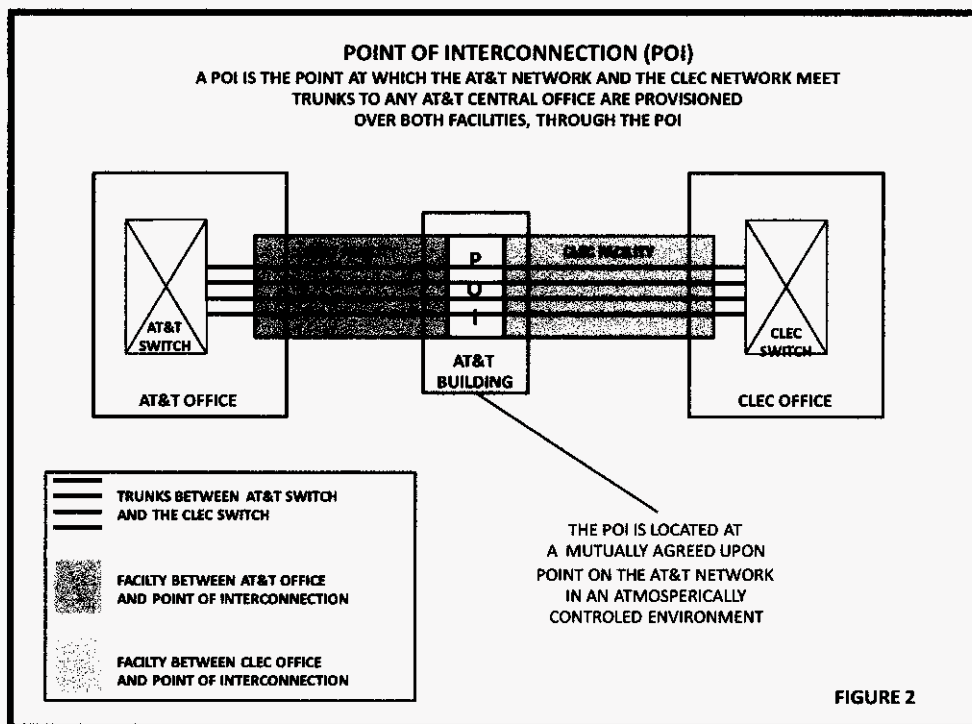 POINT OF INTERCONNECTION (POI)
A POI IS THE POINT AT WHICH THE AT&T NETWORK AND THE CLEC NETWORK MEET
TRUNKS TO ANY AT&T CENTRAL OFFICE ARE PROVISIONED
OVER BOTH FACILITIES, THROUGH THE POI
CLEC FACILITY
P
O
I
AT&T
SWITCH
CLEC
SWITCH
AT&T
BUILDING
AT&T OFFICE
CLEC OFFICE
TRUNKS BETWEEN AT&T SWITCH
AND THE CLEC SWITCH
FACILTY BETWEEN AT&T OFFICE
AND POINT OF INTERCONNECTION
FACILTY BETWEEN CLEC OFFICE
AND POINT OF INTERCONNECTION
THE POI IS LOCATED AT
A MUTUALLY AGREED UPON
POINT ON THE AT&T NETWORK
IN AN ATMOSPERICALLY
CONTROLED ENVIRONMENT
FIGURE 2